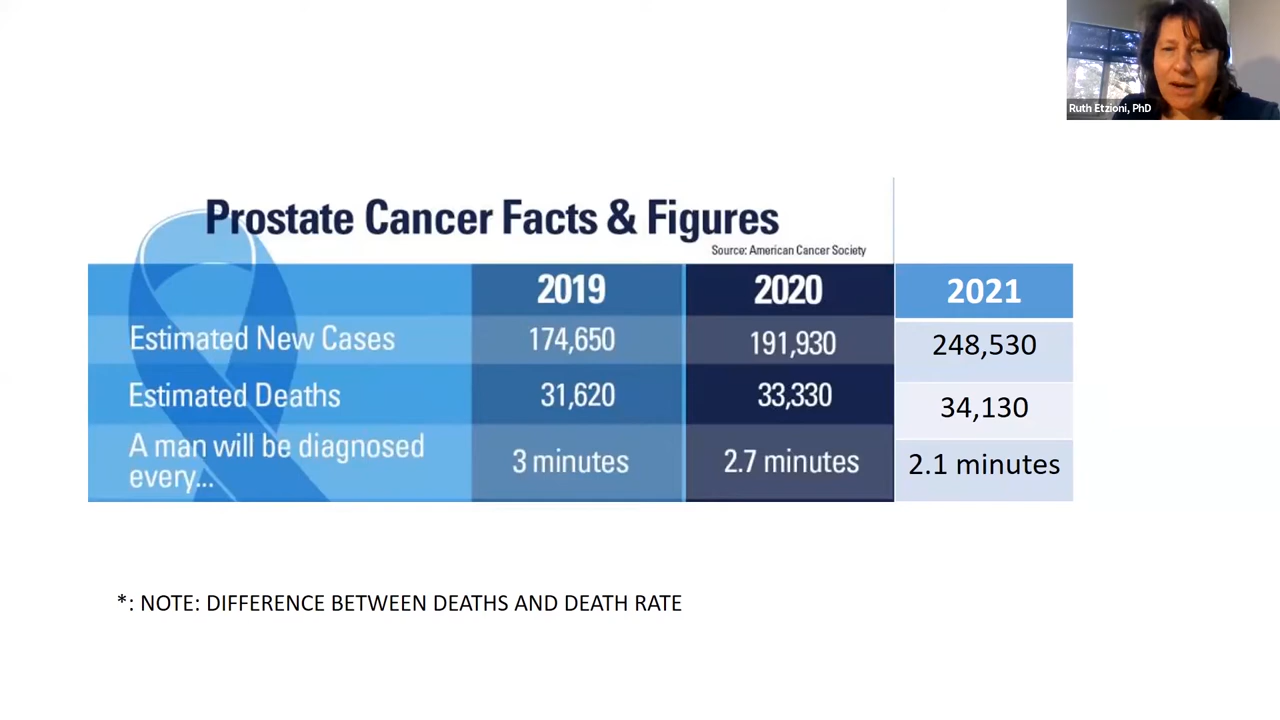 Ruth Etzioni, PhD
Prostate Cancer Facts & Figures
Source: American Cancer Society
2019 2020 2021
Estimated New Cases 174,650 191,930 248,530
Estimated Deaths 31,620 33,330 34,130
A man will be diagnosed
every... 3 minutes 2.7 minutes 2.1 minutes
*: NOTE: DIFFERENCE BETWEEN DEATHS AND DEATH RATE